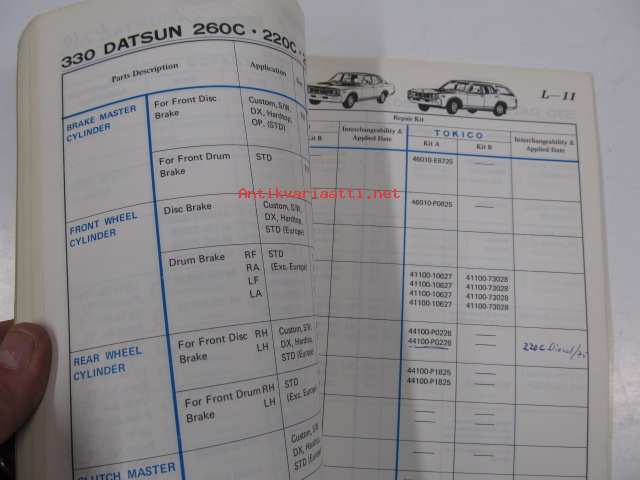 330 DATSUN 260C · 220C ·
Parts Description
Application
BRAKE MASTER
CYLINDER
For Front Disc
Brake
Custom, S/W,
DX, Hardtop,
OP. (STD)
For Front Drum
Brake
STD
FRONT WHEEL
CYLINDER
Disc Brake
Custom, S/W,
DX, Hardtop,
STD (Europe)
Drum Brake RF
RA
LF
LA
STD
(Exc. Europe)
REAR WHEEL
CYLINDER
For Front Disc RH
Brake LH
Custom, S/W,
DX, Hardtop,
STD (Europe)
For Front Drum RH
Brake LH
STD
(Exc. Europe)
CLUTCH MASTER
Custom, S/W,
DX, Hardtop,
STD (Europe)
L—11
Repair Kit
Kit B
Interchangeability &
Applied Date
TOKICO
Kit A Kit B
Interchangeability &
Applied Date
46010-E8725 ——
46010-P0825 ——
41100-10627 41100-73028
41100-10627 41100-73028
41100-10627 41100-73028
41100-10627 41100-73028
44100-P0226 ——
44100-P0226 ——
220C Diesel/
44100-P1825 ——
44100-P1825 ——
Antikvariaatti.net